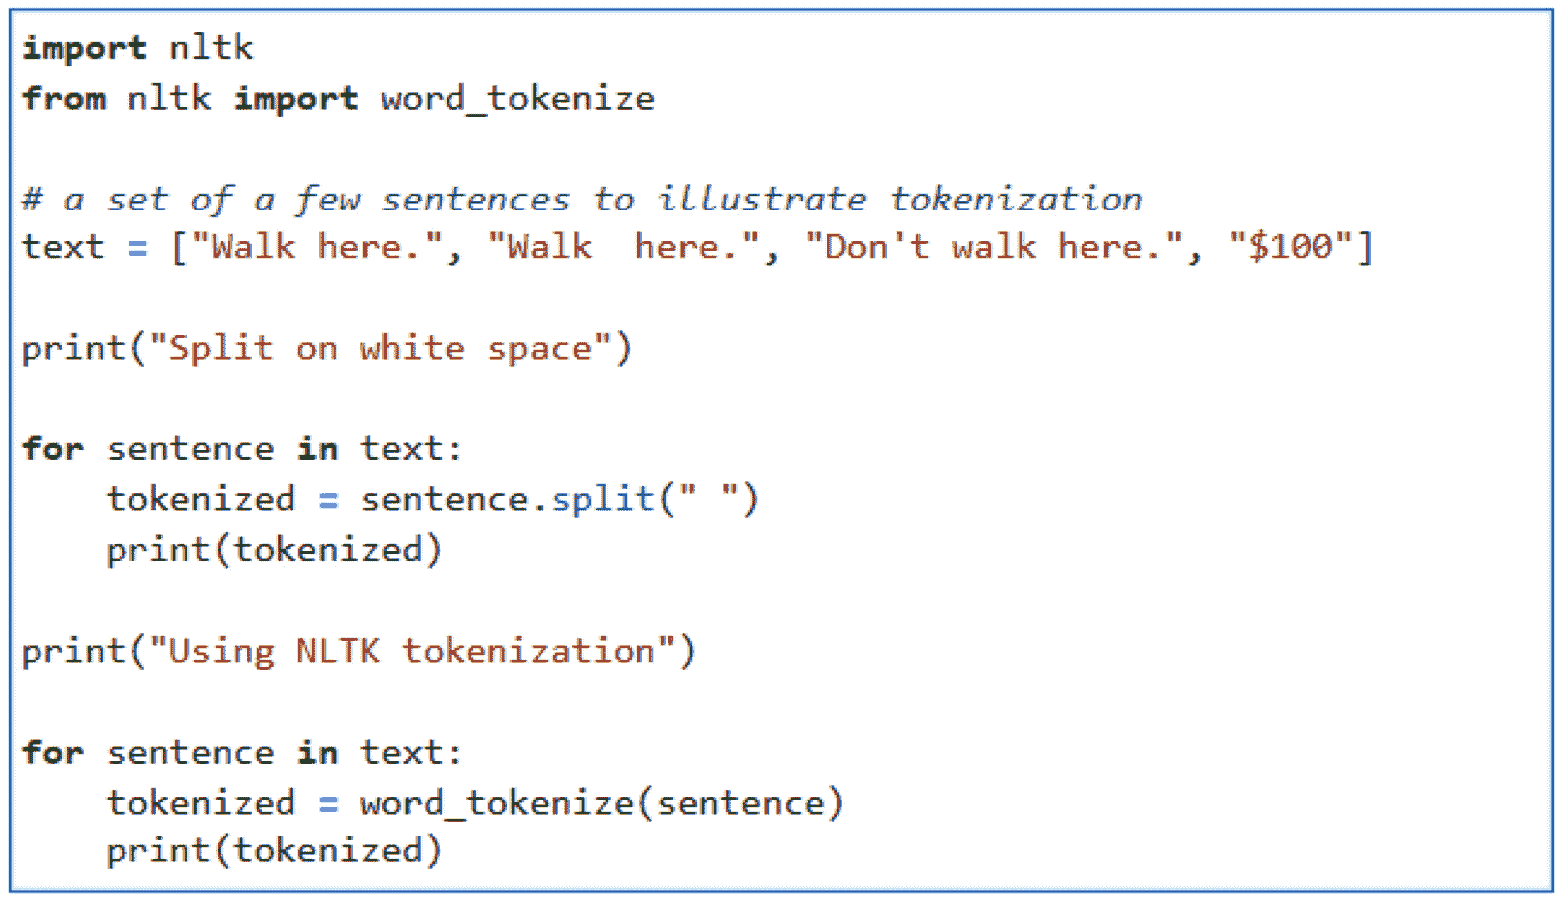 import nltk
from nltk import word_tokenize
# a set of a few sentences to illustrate tokenization
text = ["Walk here.", "Walk  here.", "Don't walk here.", "$100"]
print("Split on white space")
for sentence in text:
    tokenized = sentence.split(" ")
    print(tokenized)
print("Using NLTK tokenization")
for sentence in text:
    tokenized = word_tokenize(sentence)
    print(tokenized)